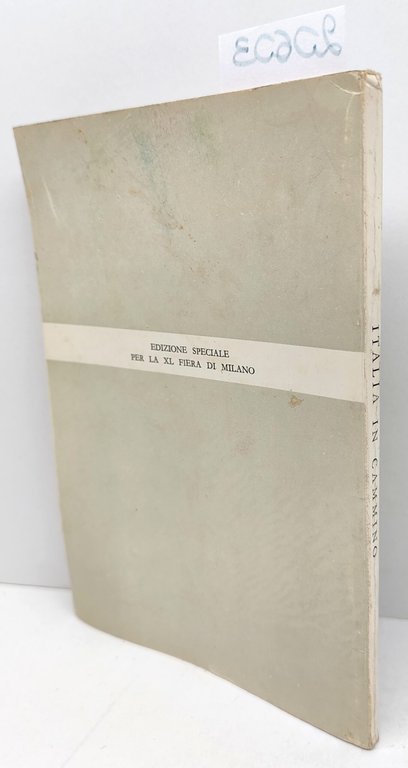 EDIZIONE SPECIALE
PER LA XL FIERA DI MILANO
ITALIA IN CAMMINO